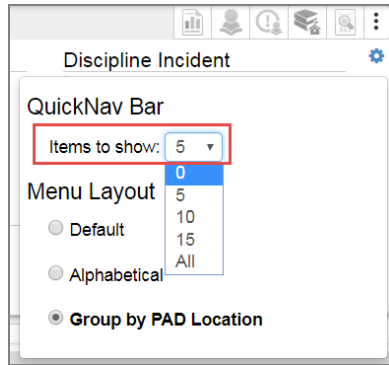 Discipline Incident
QuickNav Bar
Items to show: 5
0
5
Menu Layout
10
Default
15
All
Alphabetical
Group by PAD Location